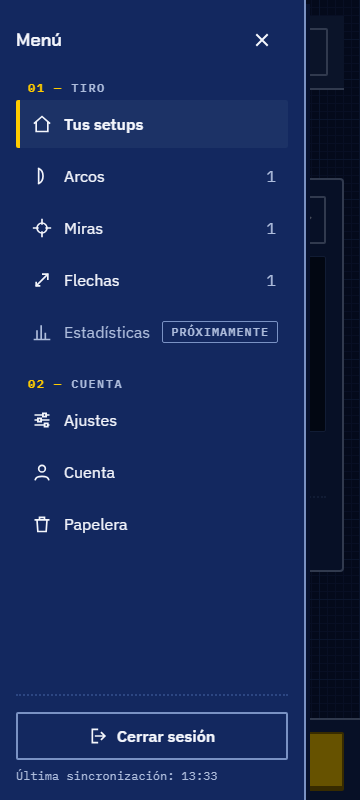 Menú
01 — TIRO
Tus setups
Arcos 1
Miras 1
Flechas 1
Estadísticas PRÓXIMAMENTE
02 — CUENTA
Ajustes
Cuenta
Papelera
Cerrar sesión
Última sincronización: 13:33